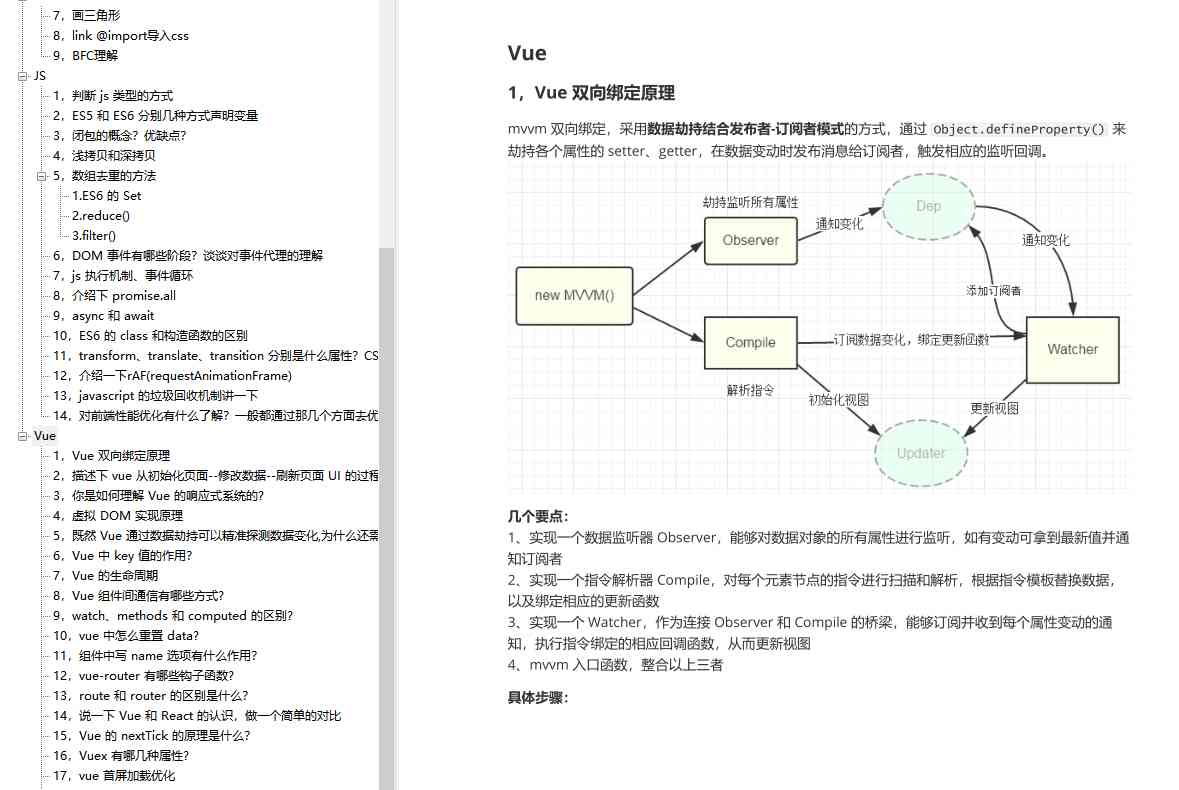 7，画三角形
8，link @import导入css
9，BFC理解
JS
1，判断 js 类型的方式
2，ES5 和 ES6 分别几种方式声明变量
3，闭包的概念？优缺点？
4，浅拷贝和深拷贝
5，数组去重的方法
1.ES6 的 Set
2.reduce()
3.filter()
6，DOM 事件有哪些阶段？谈谈对事件代理的理解
7，js 执行机制、事件循环
8，介绍下 promise.all
9，async 和 await
10，ES6 的 class 和构造函数的区别
11，transform、translate、transition 分别是什么属性？CS
12，介绍一下rAF(requestAnimationFrame)
13，javascript 的垃圾回收机制讲一下
14，对前端性能优化有什么了解？一般都通过那几个方面去优
Vue
1，Vue 双向绑定原理
2，描述下 vue 从初始化页面--修改数据--刷新页面 UI 的过程
3，你是如何理解 Vue 的响应式系统的?
4，虚拟 DOM 实现原理
5，既然 Vue 通过数据劫持可以精准探测数据变化,为什么还需
6，Vue 中 key 值的作用？
7，Vue 的生命周期
8，Vue 组件间通信有哪些方式？
9，watch、methods 和 computed 的区别?
10，vue 中怎么重置 data?
11，组件中写 name 选项有什么作用？
12，vue-router 有哪些钩子函数?
13，route 和 router 的区别是什么？
14，说一下 Vue 和 React 的认识，做一个简单的对比
15，Vue 的 nextTick 的原理是什么?
16，Vuex 有哪几种属性？
17，vue 首屏加载优化
Vue
1，Vue 双向绑定原理
mvvm 双向绑定，采用数据劫持结合发布者-订阅者模式的方式，通过 Object.defineProperty() 来
劫持各个属性的 setter、getter，在数据变动时发布消息给订阅者，触发相应的监听回调。
劫持监听所有属性
Dep
通知变化
Observer
通知变化
new MVVM()
添加订阅者
Compile
订阅数据变化，绑定更新函数
Watcher
解析指令
初始化视图
更新视图
Updater
几个要点：
1、实现一个数据监听器 Observer，能够对数据对象的所有属性进行监听，如有变动可拿到最新值并通
知订阅者
2、实现一个指令解析器 Compile，对每个元素节点的指令进行扫描和解析，根据指令模板替换数据，
以及绑定相应的更新函数
3、实现一个 Watcher，作为连接 Observer 和 Compile 的桥梁，能够订阅并收到每个属性变动的通
知，执行指令绑定的相应回调函数，从而更新视图
4、mvvm 入口函数，整合以上三者
具体步骤：